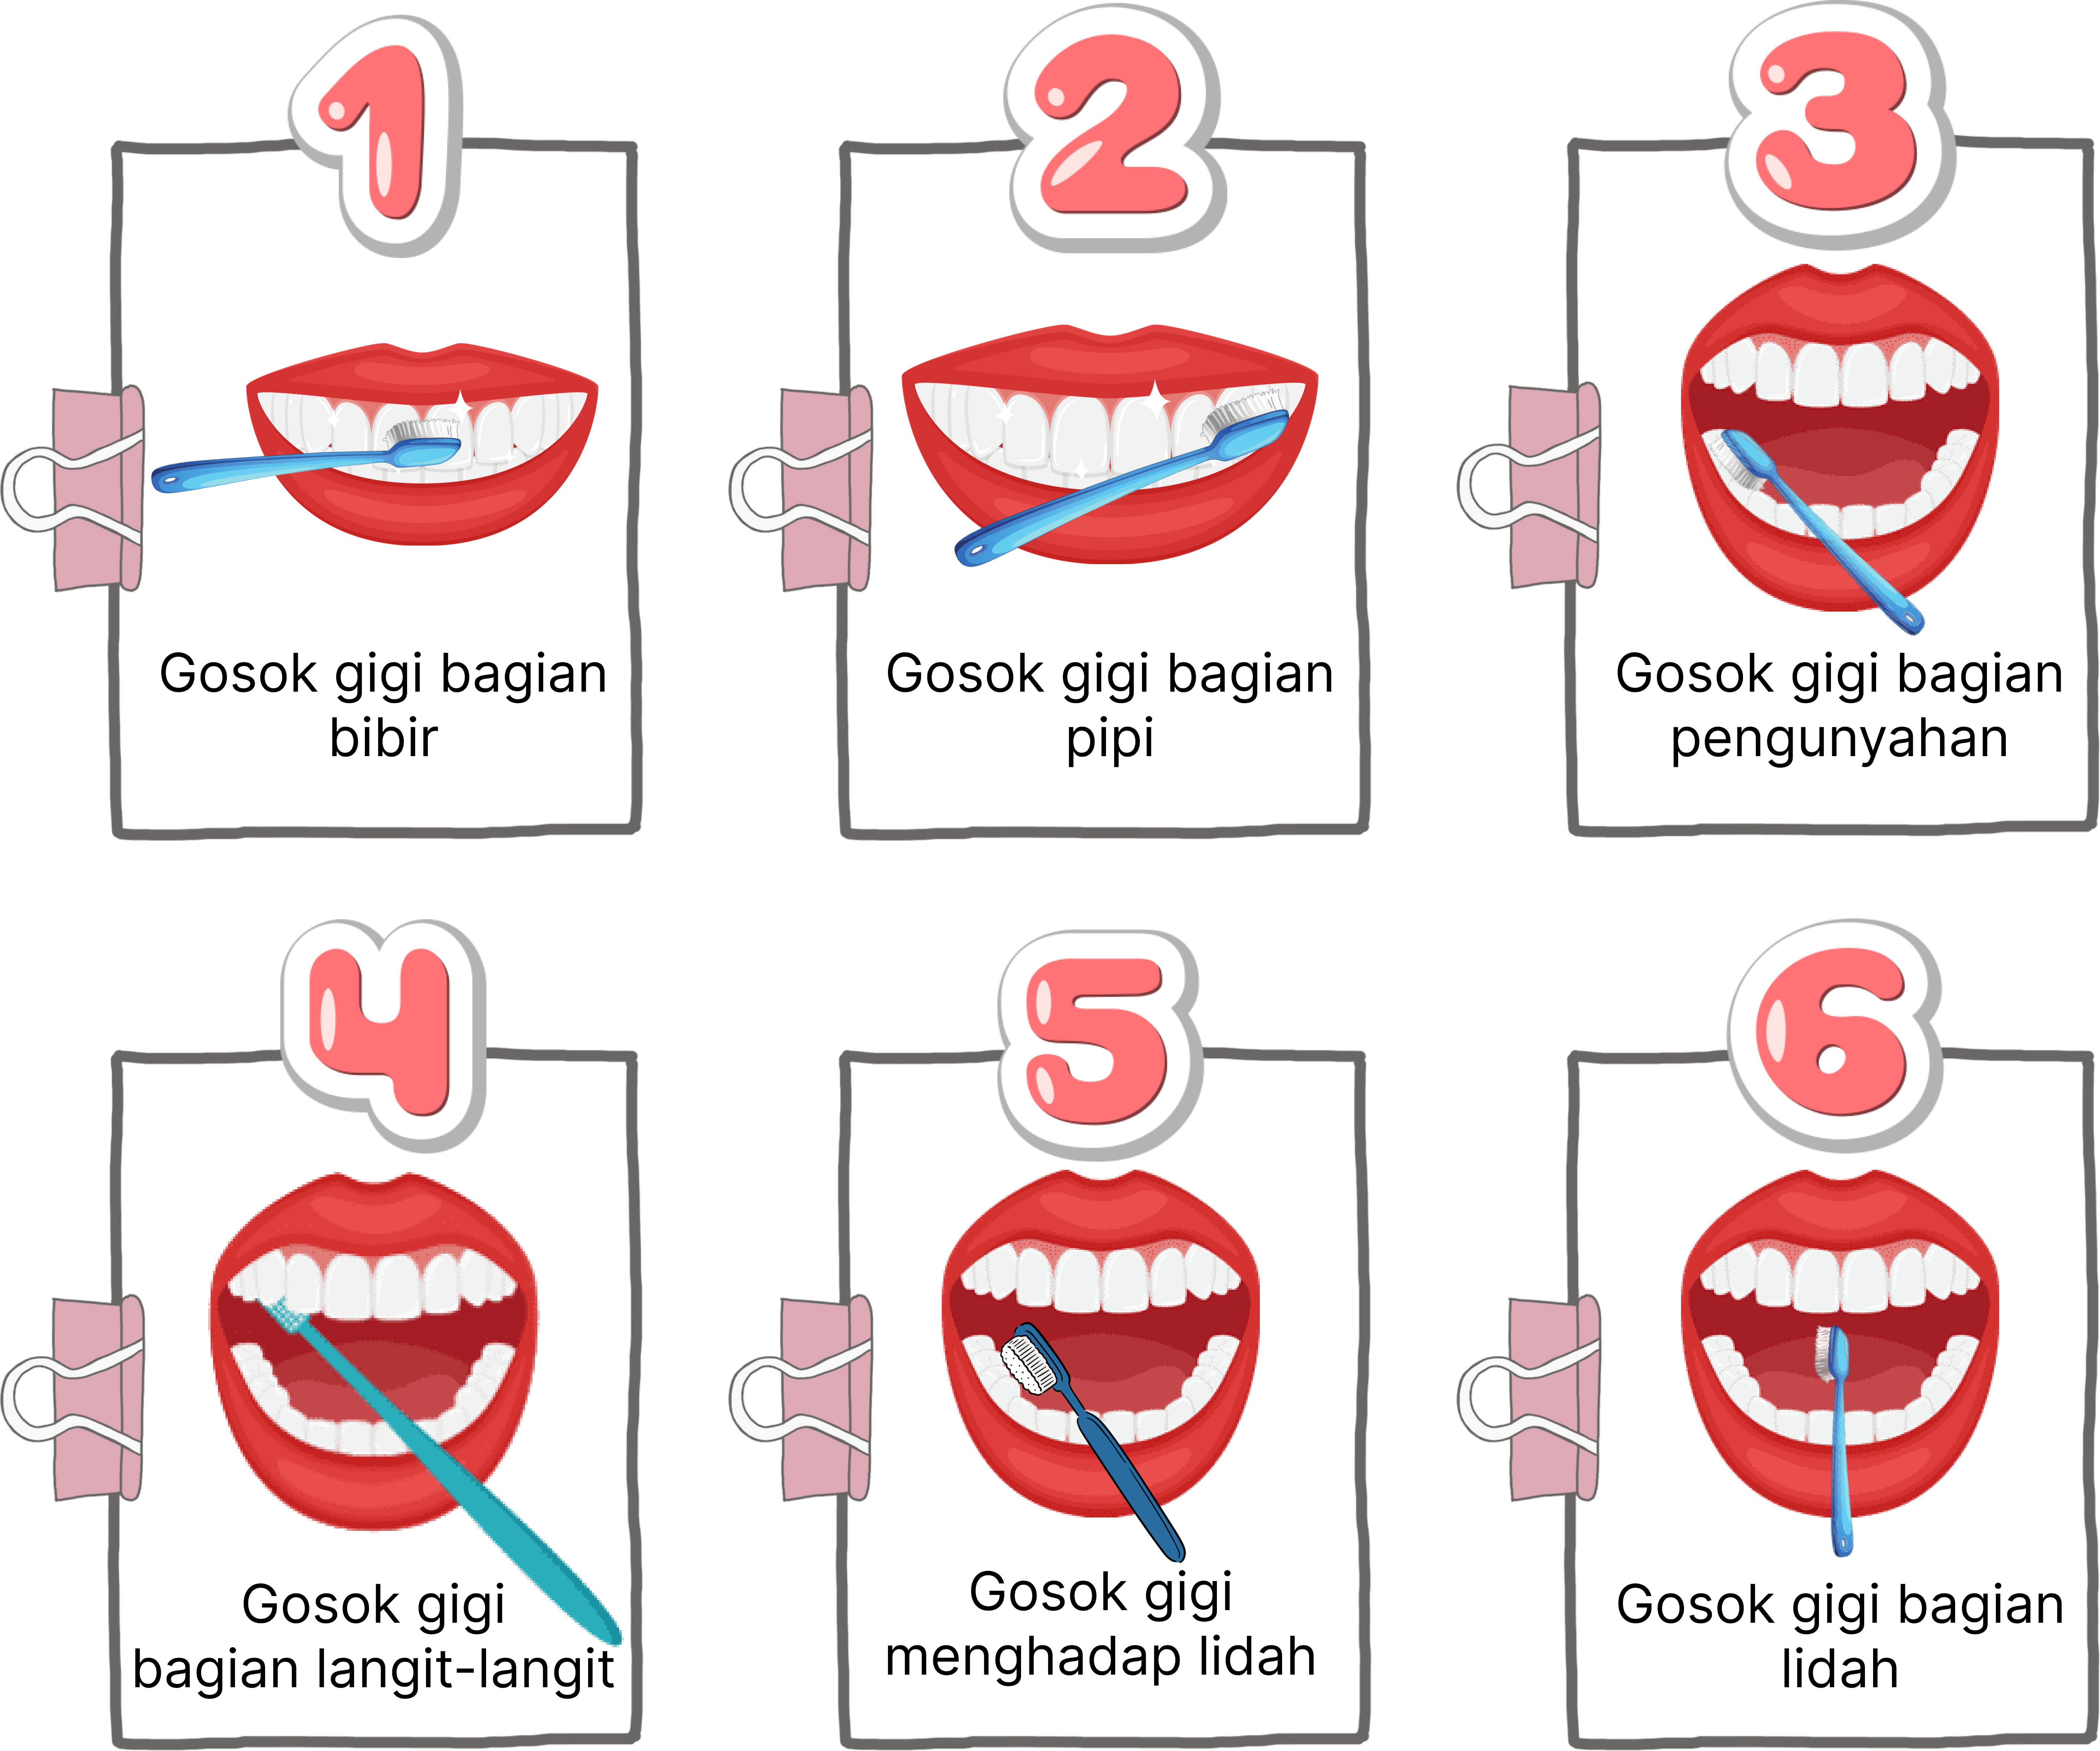 1
Gosok gigi bagian
bibir
2
Gosok gigi bagian
pipi
3
Gosok gigi bagian
pengunyahan
4
Gosok gigi
bagian langit-langit
5
Gosok gigi
menghadap lidah
6
Gosok gigi bagian
lidah